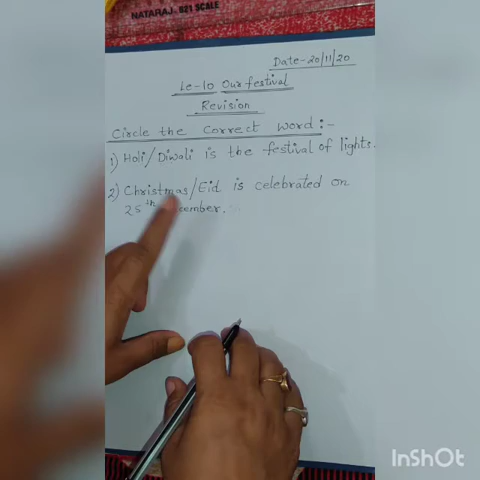 NATARAJ-621 SCALE
Date-20/11/20
Le-10 Our festival
Revision
Circle the Correct word:-
1) Holi/Diwali is the festival of lights.
2) Christmas/Eid is celebrated on
25th
InShOt